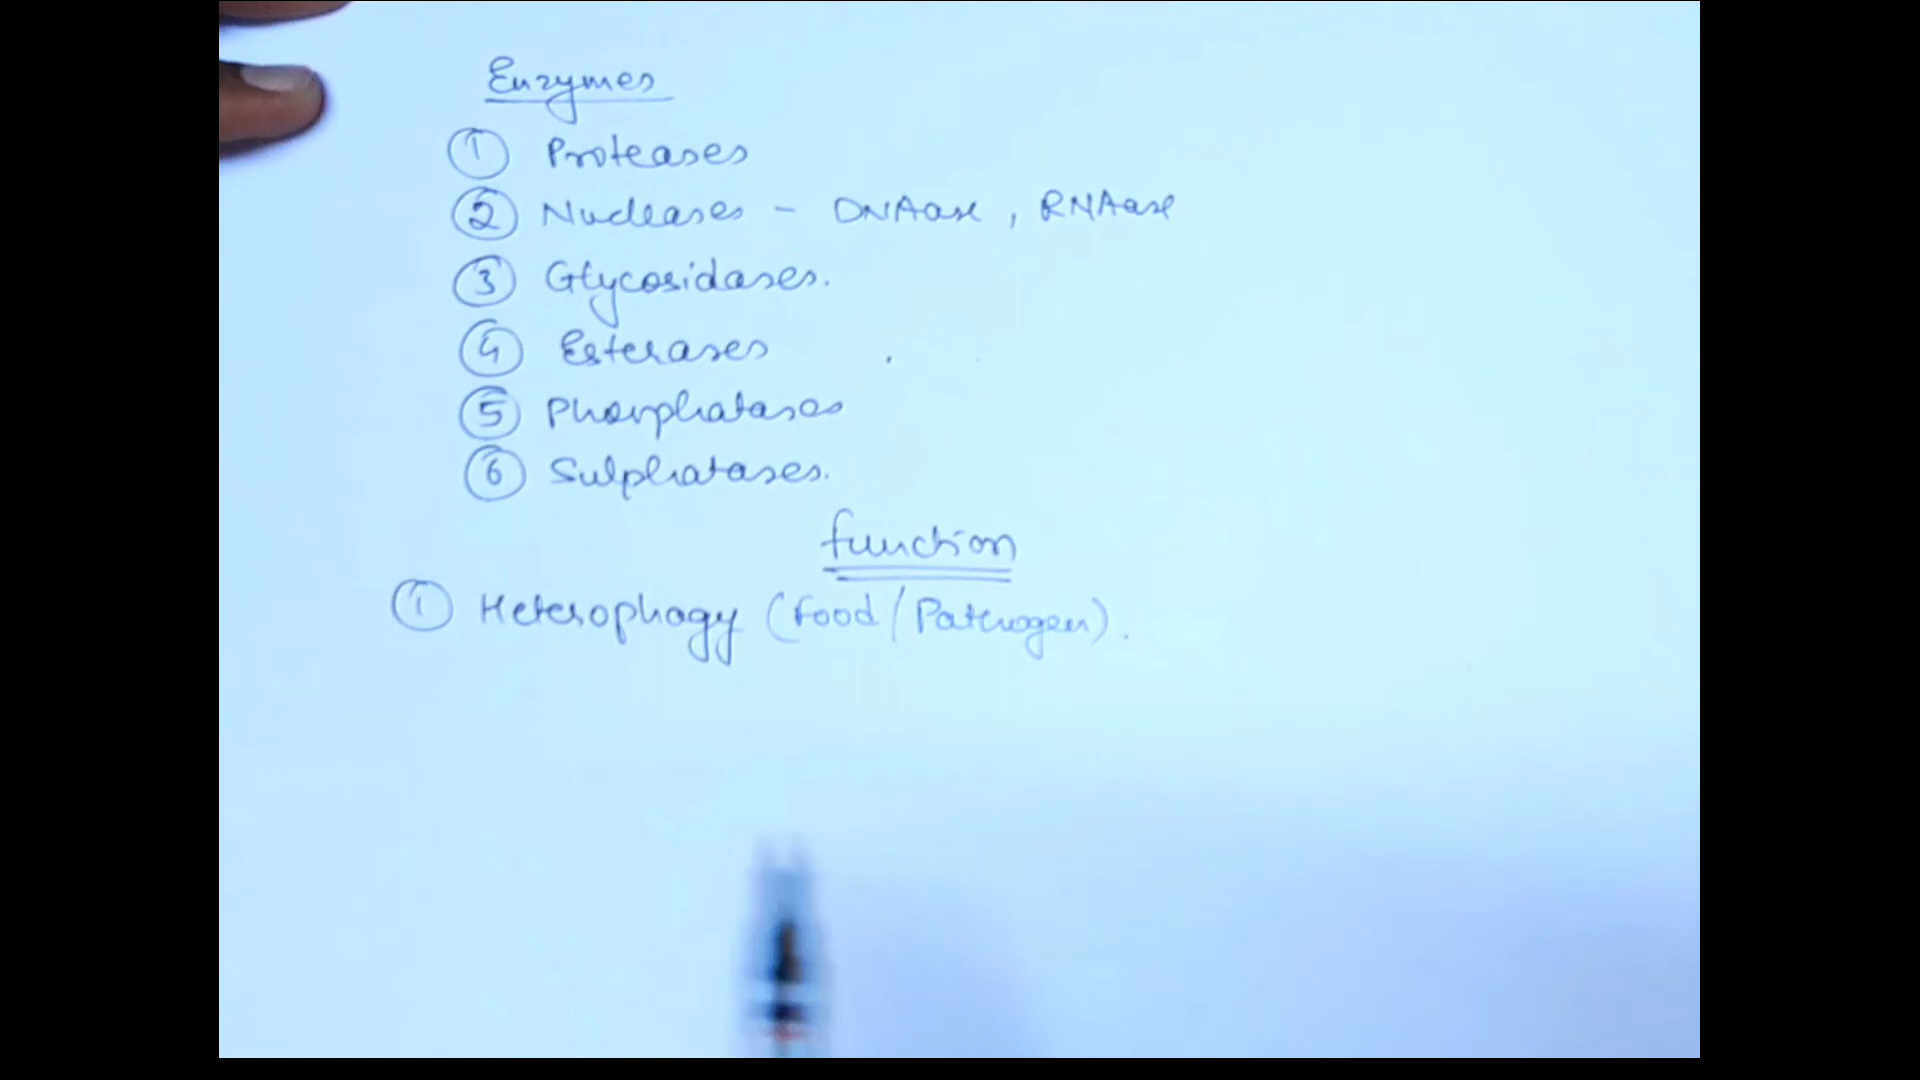 Enzymes
① Proteases
② Nucleases - DNAase, RNAase
③ Glycosidases.
④ Esterases
⑤ Phosphatases
⑥ Sulphatases.
function
① Heterophagy (Food/Pathogen).